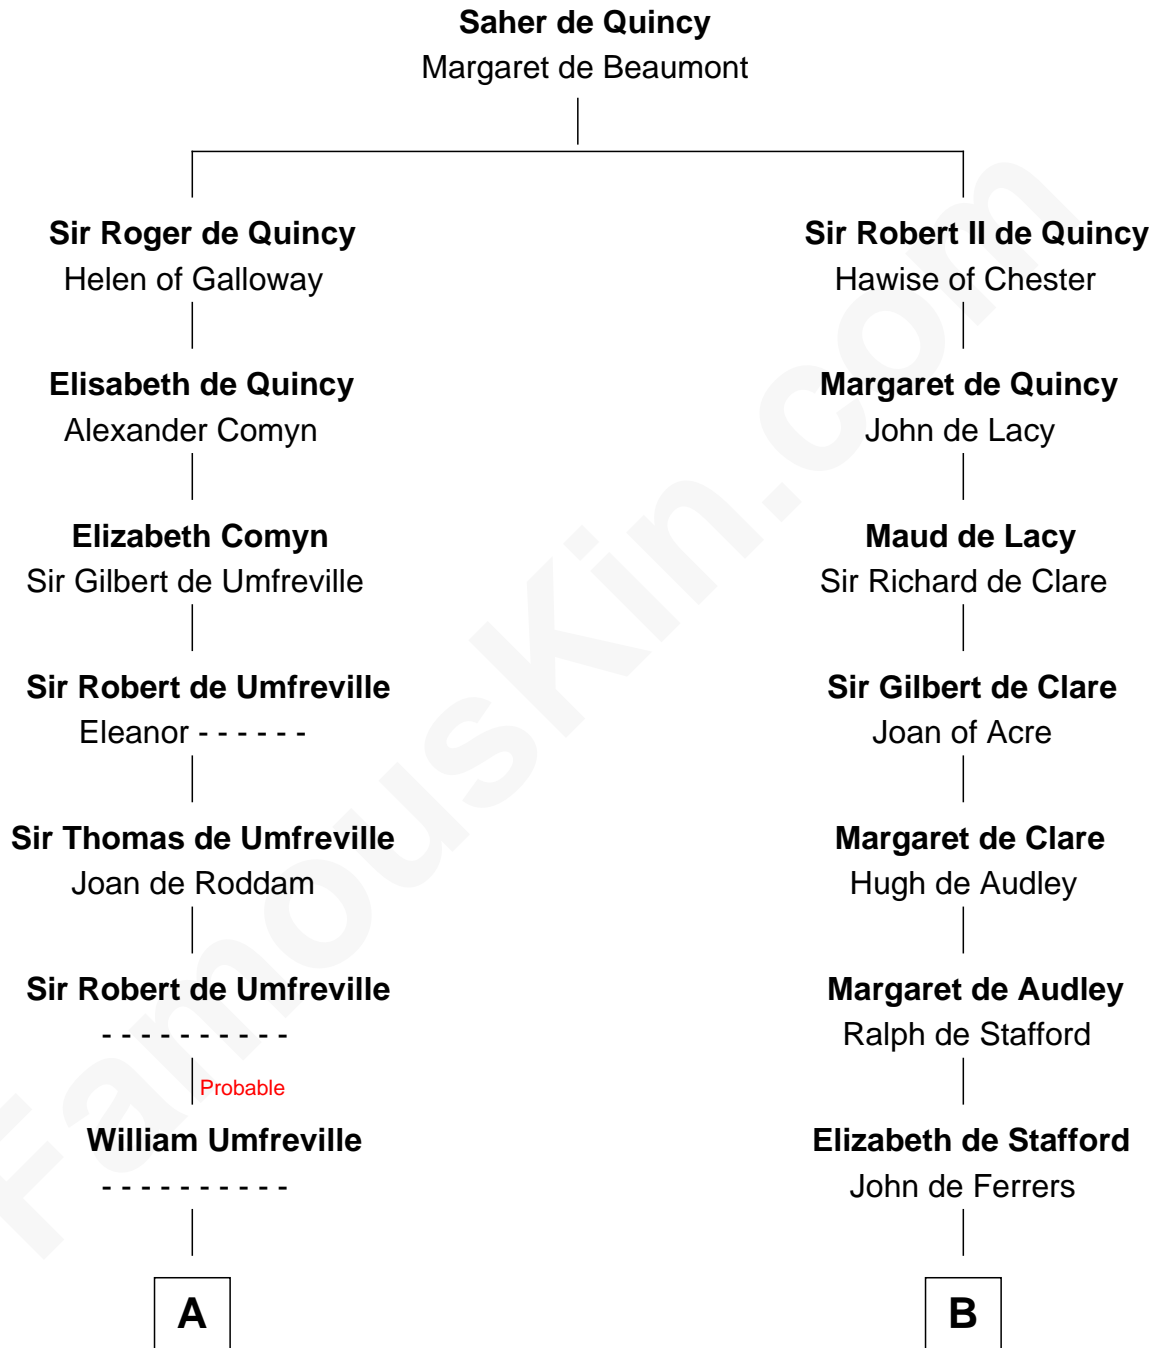 Saher de Quincy
Margaret de Beaumont
Sir Roger de Quincy
Helen of Galloway
Sir Robert II de Quincy
Hawise of Chester
Elisabeth de Quincy
Alexander Comyn
Margaret de Quincy
John de Lacy
Elizabeth Comyn
Sir Gilbert de Umfreville
Maud de Lacy
Sir Richard de Clare
Sir Robert de Umfreville
Eleanor - - - - - -
Sir Gilbert de Clare
Joan of Acre
Sir Thomas de Umfreville
Joan de Roddam
Margaret de Clare
Hugh de Audley
Sir Robert de Umfreville
- - - - - - - - - -
Margaret de Audley
Ralph de Stafford
Probable
William Umfreville
- - - - - - - - - -
Elizabeth de Stafford
John de Ferrers
A
B
FamousKin.com